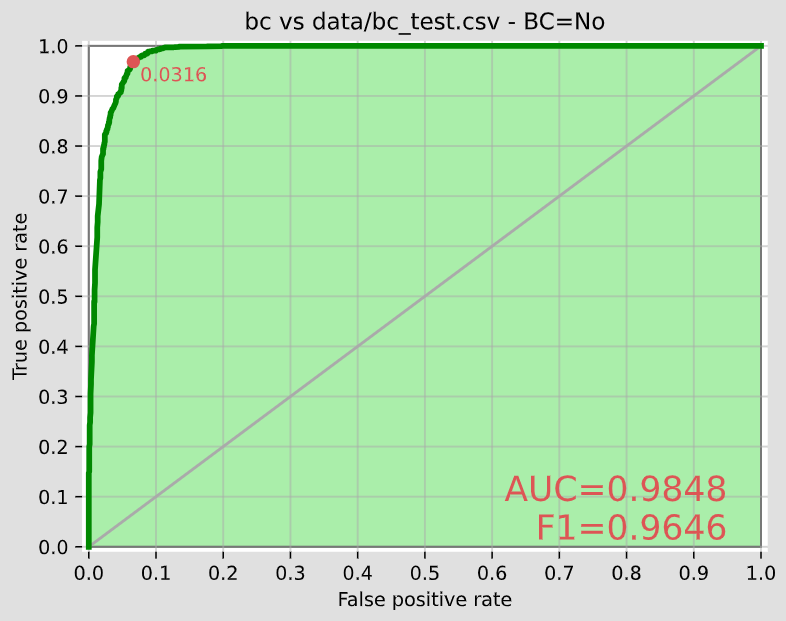 bc vs data/bc_test.csv - BC=No
True positive rate
1.0
0.9
0.8
0.7
0.6
0.5
0.4
0.3
0.2
0.1
0.0
0.0316
AUC=0.9848
F1=0.9646
0.0 0.1 0.2 0.3 0.4 0.5 0.6 0.7 0.8 0.9 1.0
False positive rate